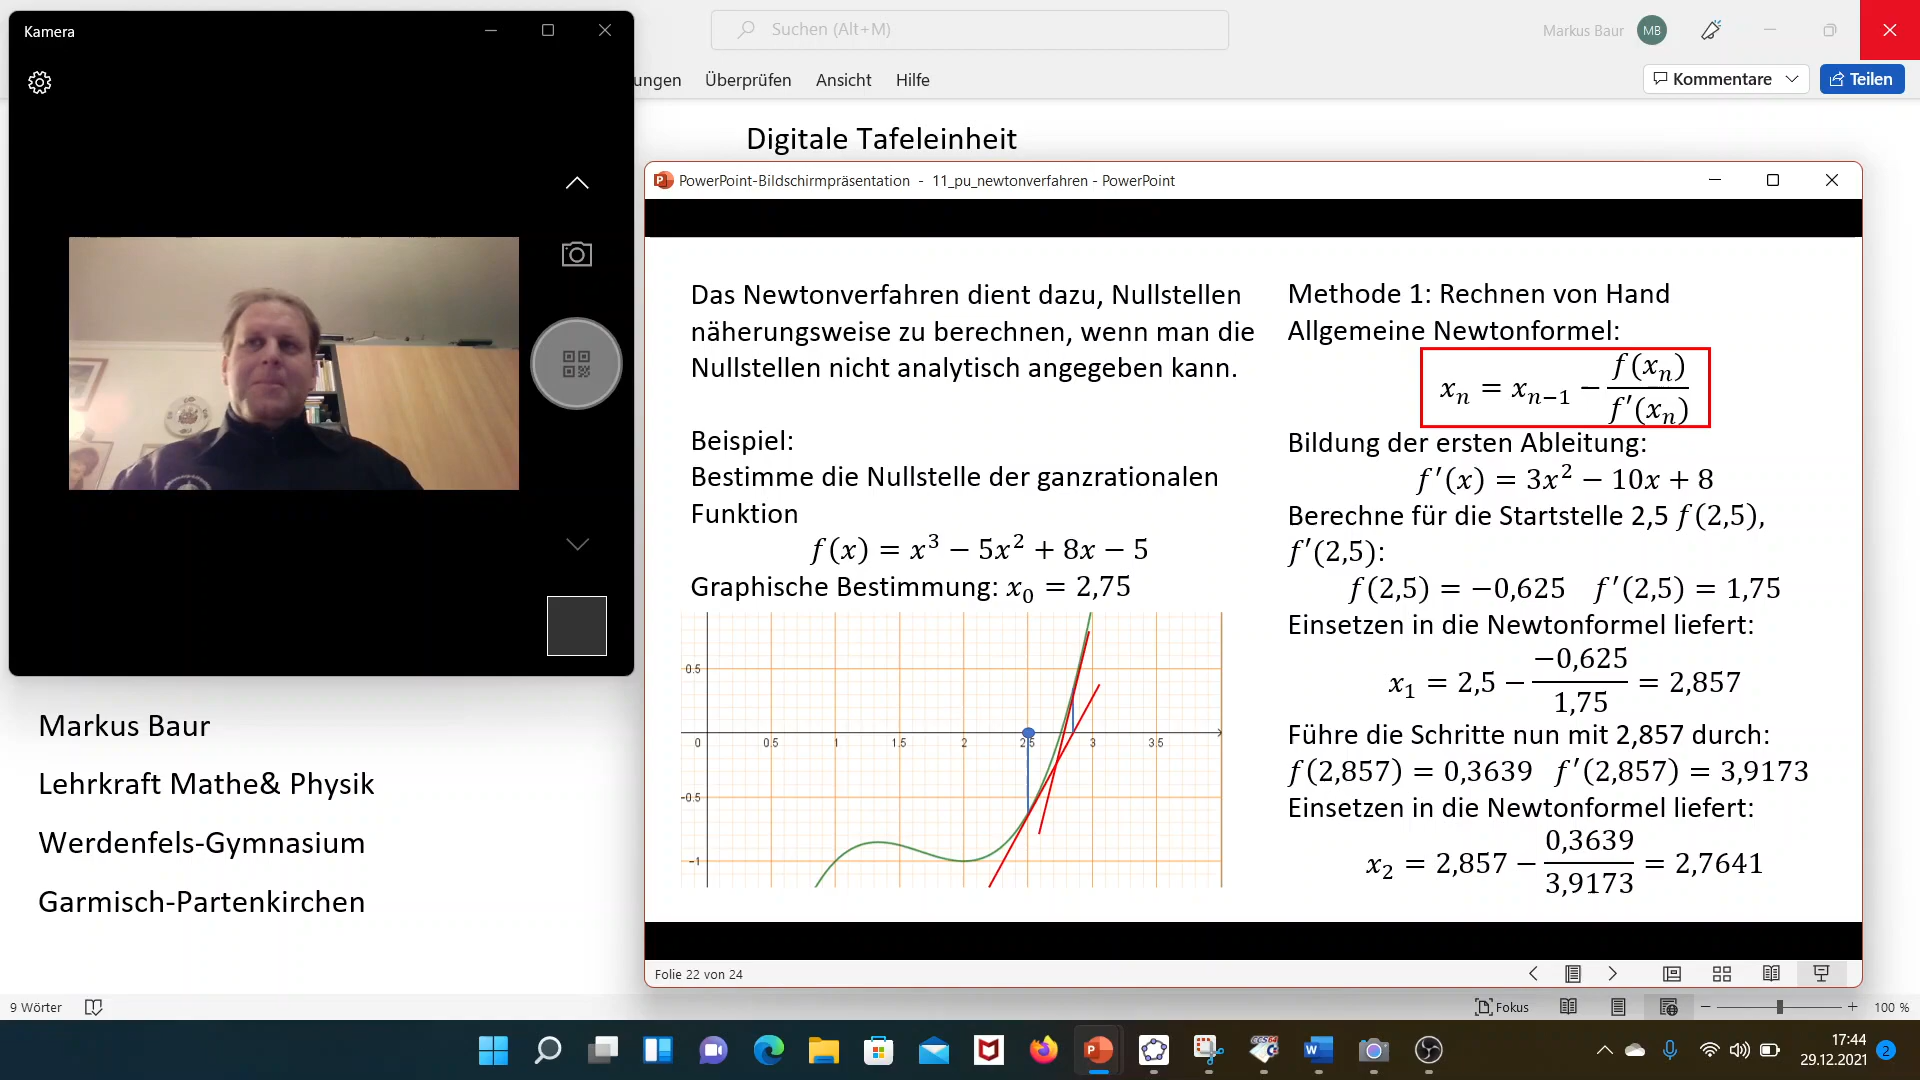 Kamera
Suchen (Alt+M)
Markus Baur
MB
ungen Überprüfen Ansicht Hilfe
Kommentare
Teilen
Digitale Tafeleinheit
PowerPoint-Bildschirmpräsentation - 11_pu_newtonverfahren - PowerPoint
Das Newtonverfahren dient dazu, Nullstellen
näherungsweise zu berechnen, wenn man die
Nullstellen nicht analytisch angegeben kann.
Beispiel:
Bestimme die Nullstelle der ganzrationalen
Funktion
f(x) = x³ − 5x² + 8x − 5
Graphische Bestimmung: x₀ = 2,75
0.5
0 0.5 1 1.5 2 2.5 3 3.5
-0.5
-1
Methode 1: Rechnen von Hand
Allgemeine Newtonformel:
xₙ = xₙ₋₁ − f(xₙ)/f′(xₙ)
Bildung der ersten Ableitung:
f′(x) = 3x² − 10x + 8
Berechne für die Startstelle 2,5 f(2,5),
f′(2,5):
f(2,5) = −0,625 f′(2,5) = 1,75
Einsetzen in die Newtonformel liefert:
x₁ = 2,5 − −0,625/1,75 = 2,857
Führe die Schritte nun mit 2,857 durch:
f(2,857) = 0,3639 f′(2,857) = 3,9173
Einsetzen in die Newtonformel liefert:
x₂ = 2,857 − 0,3639/3,9173 = 2,7641
Folie 22 von 24
Markus Baur
Lehrkraft Mathe& Physik
Werdenfels-Gymnasium
Garmisch-Partenkirchen
9 Wörter
Fokus
100 %
CCS64
17:44
29.12.2021
2